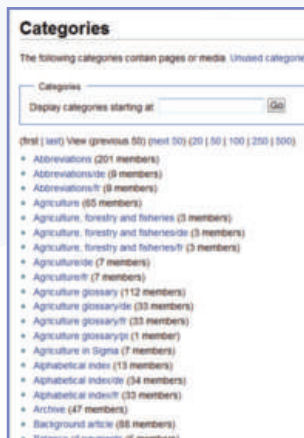 Categories
The following categories contain pages or media. Unused categorie
Categories
Display categories starting at
Go
(first | last) View (previous 50) (next 50) (20 | 50 | 100 | 250 | 500)
Abbreviations (201 members)
Abbreviations/de (9 members)
Abbreviations/fr (9 members)
Agriculture (65 members)
Agriculture, forestry and fisheries (3 members)
Agriculture, forestry and fisheries/de (3 members)
Agriculture, forestry and fisheries/fr (3 members)
Agriculture/de (7 members)
Agriculture/fr (7 members)
Agriculture glossary (112 members)
Agriculture glossary/de (33 members)
Agriculture glossary/fr (33 members)
Agriculture glossary/pl (1 member)
Agriculture in Sigma (7 members)
Alphabetical index (13 members)
Alphabetical index/de (34 members)
Alphabetical index/fr (33 members)
Archive (47 members)
Background article (88 members)